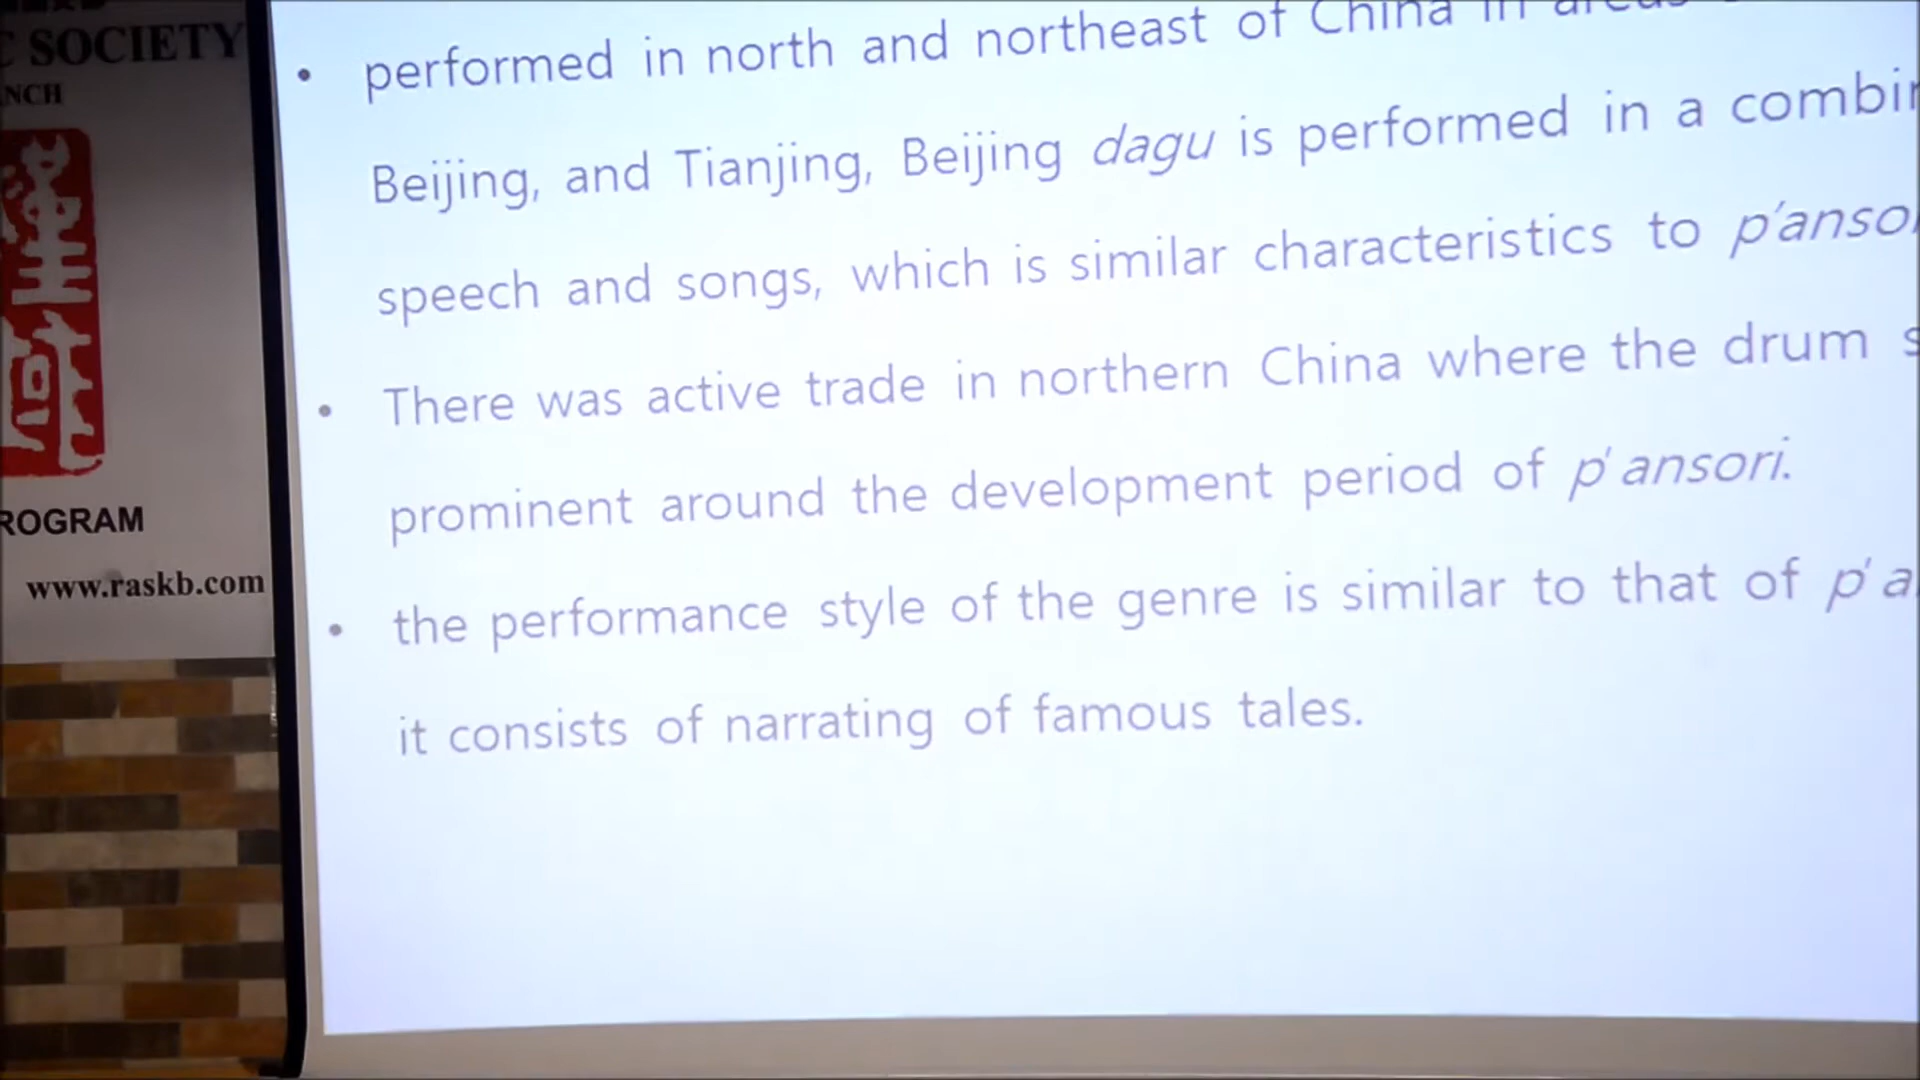 SOCIETY
NCH
ROGRAM
www.raskb.com
• performed in north and northeast of China in
Beijing, and Tianjing, Beijing dagu is performed in a combin
speech and songs, which is similar characteristics to p'ansor
• There was active trade in northern China where the drum s
prominent around the development period of p'ansori.
• the performance style of the genre is similar to that of p'a
it consists of narrating of famous tales.